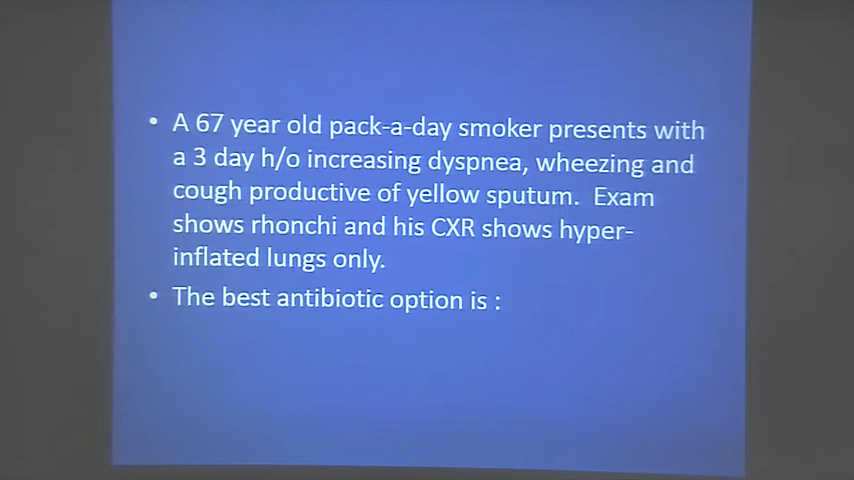 • A 67 year old pack-a-day smoker presents with
a 3 day h/o increasing dyspnea, wheezing and
cough productive of yellow sputum.  Exam
shows rhonchi and his CXR shows hyper-
inflated lungs only.
• The best antibiotic option is :